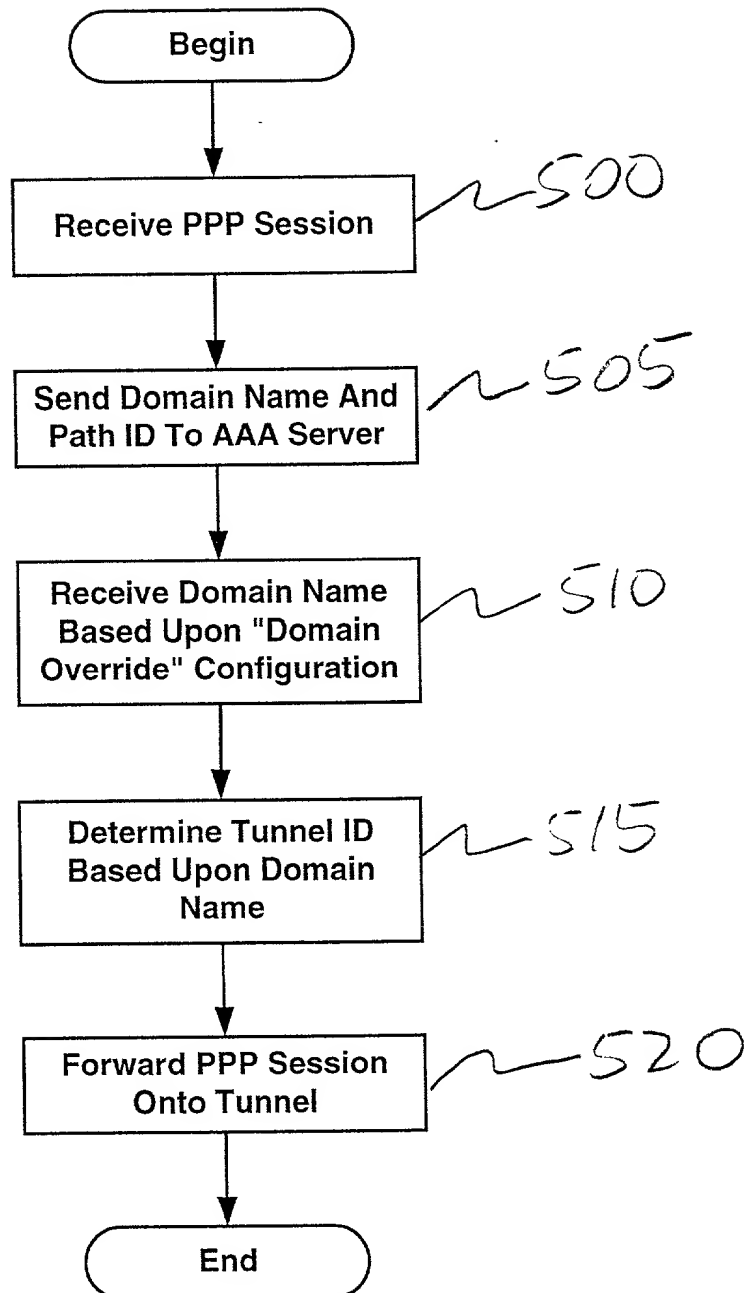 Begin
Receive PPP Session
500
Send Domain Name And
Path ID To AAA Server
505
Receive Domain Name
Based Upon "Domain
Override" Configuration
510
Determine Tunnel ID
Based Upon Domain
Name
515
Forward PPP Session
Onto Tunnel
520
End